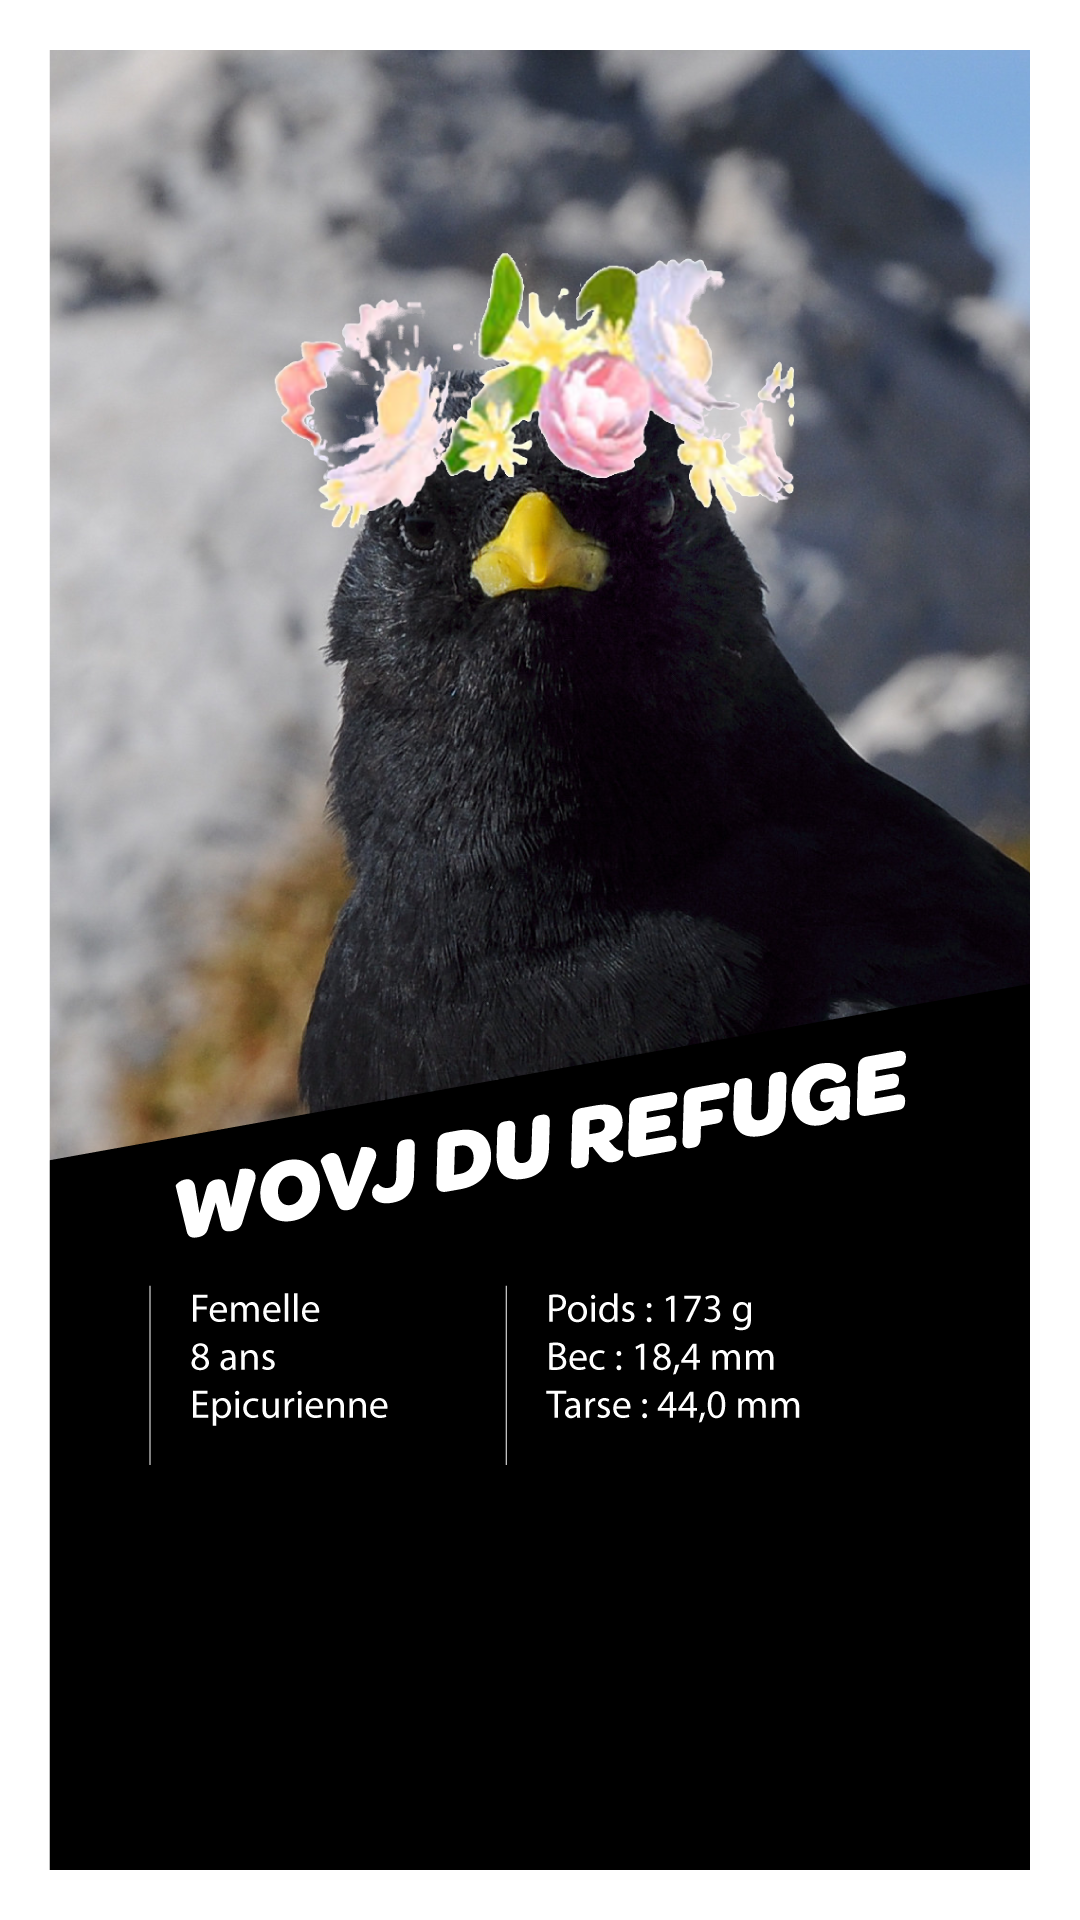 WOVJ DU REFUGE
Femelle
8 ans
Epicurienne
Poids : 173 g
Bec : 18,4 mm
Tarse : 44,0 mm